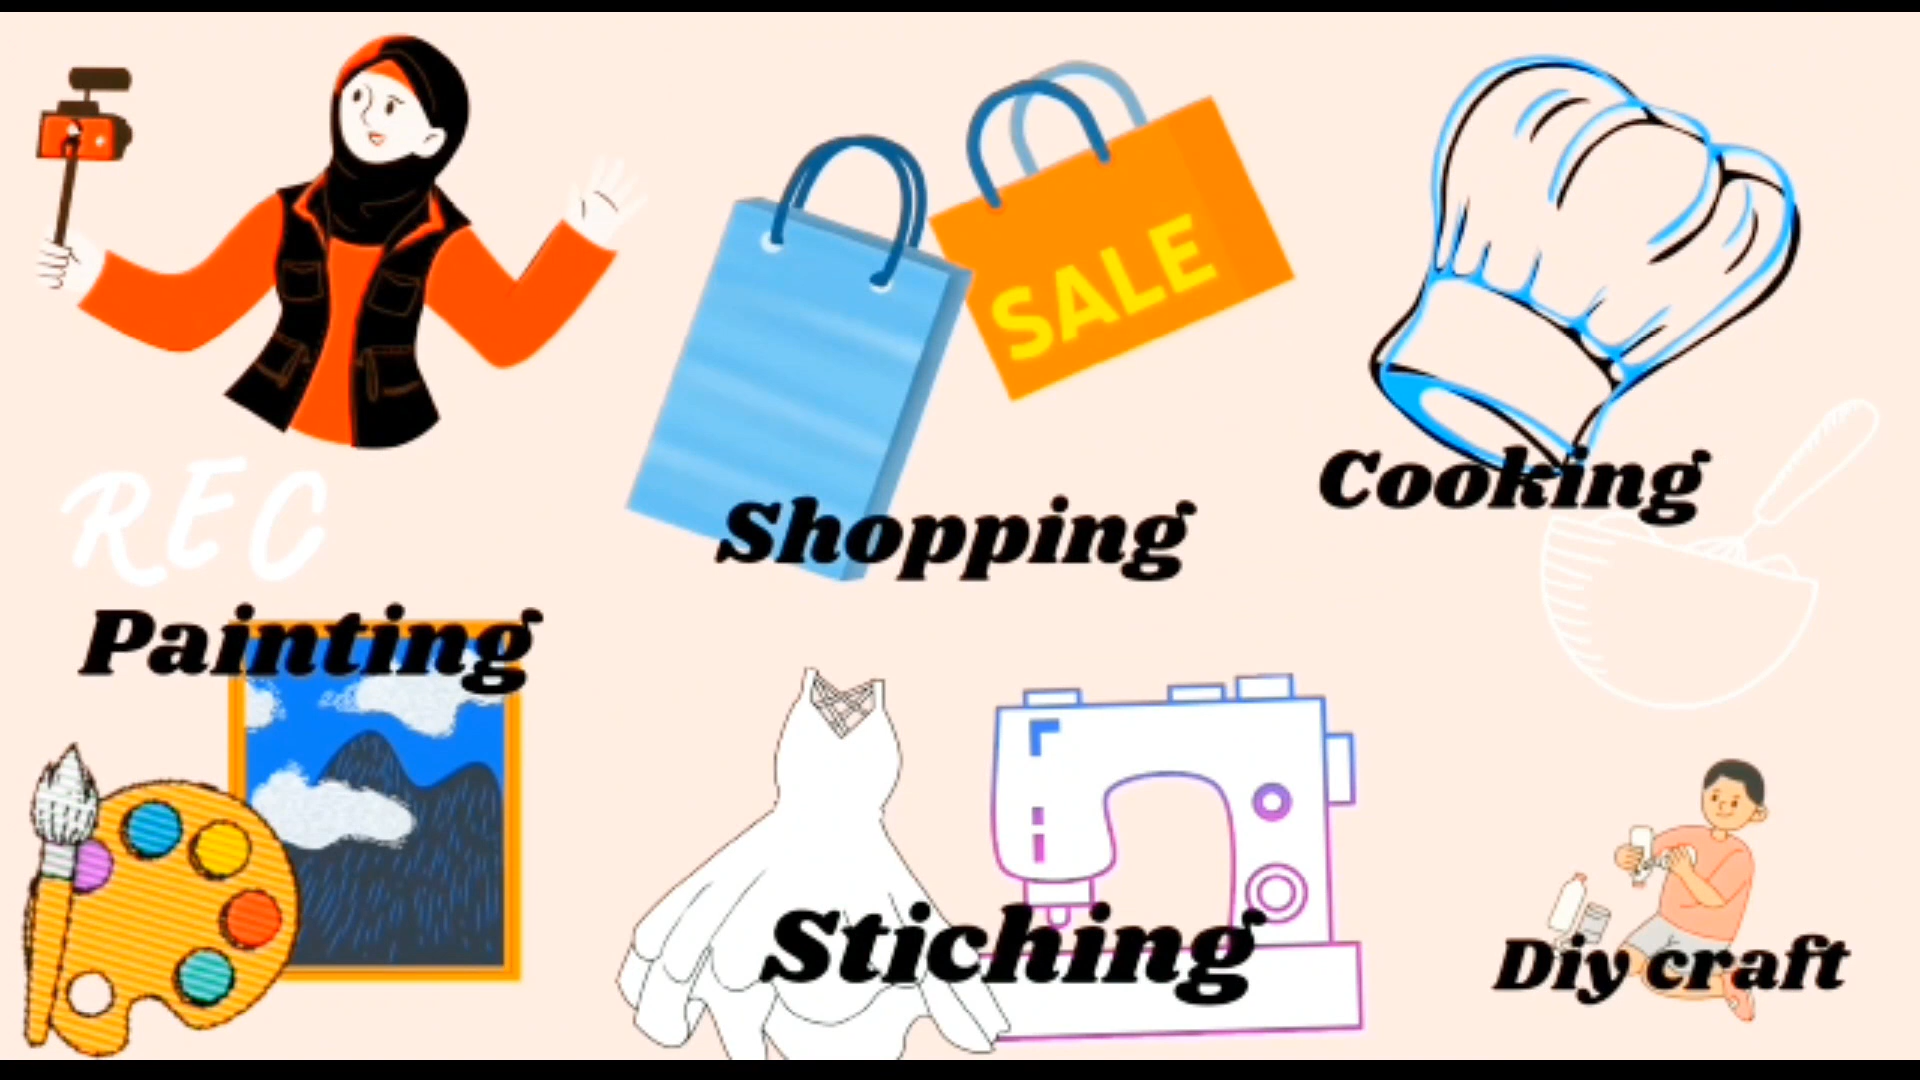 SALE
REC
Shopping
Cooking
Painting
Stiching
Diy craft